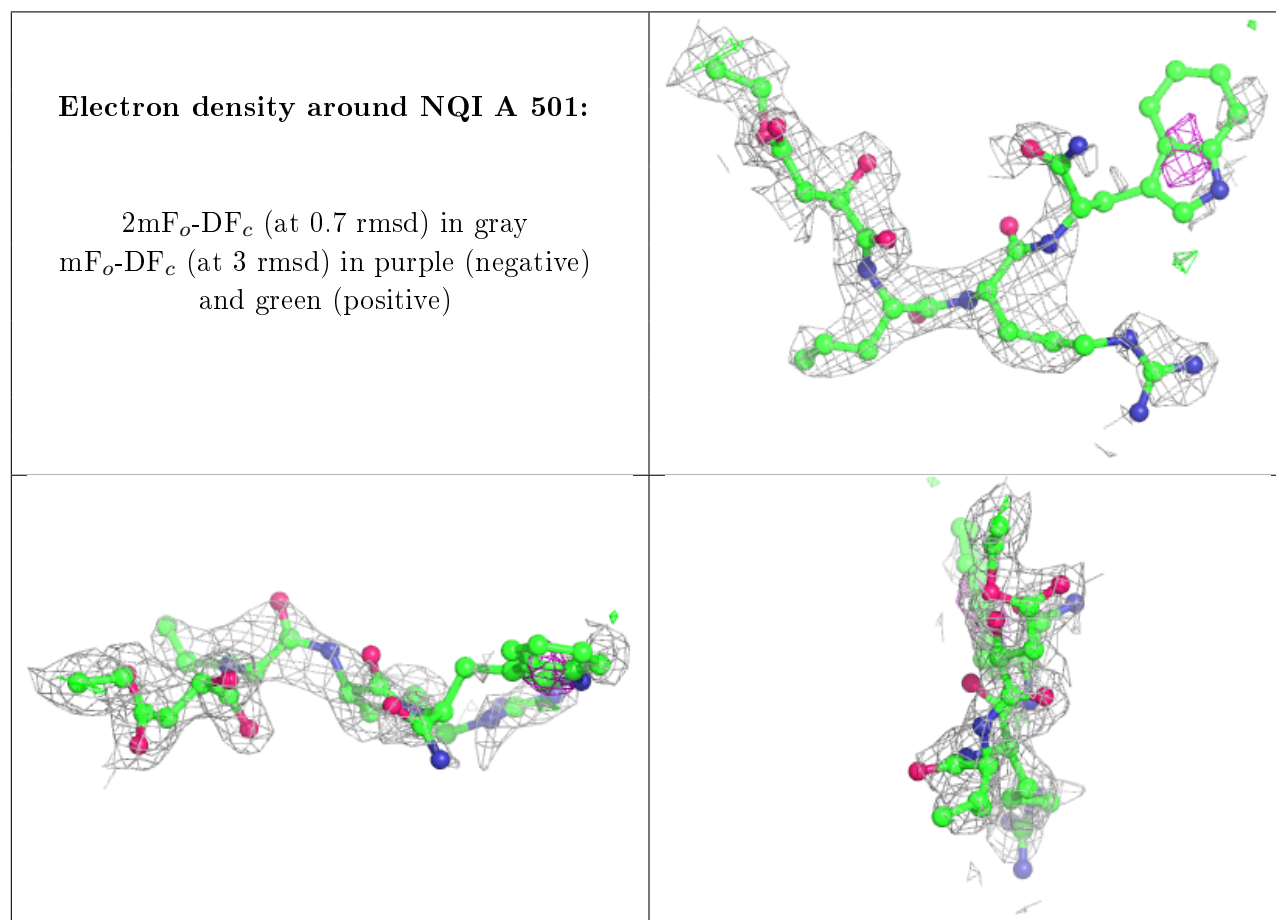 Electron density around NQI A 501:
2mFo-DFc (at 0.7 rmsd) in gray
mFo-DFc (at 3 rmsd) in purple (negative)
and green (positive)